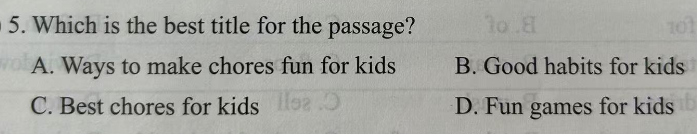 5. Which is the best title for the passage?
A. Ways to make chores fun for kids B. Good habits for kids
C. Best chores for kids D. Fun games for kids